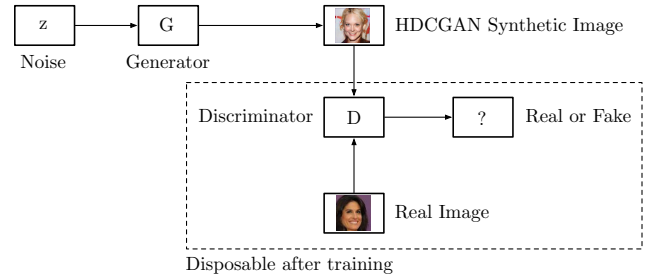 z
G
HDCGAN Synthetic Image
Noise
Generator
Discriminator
D
?
Real or Fake
Real Image
Disposable after training